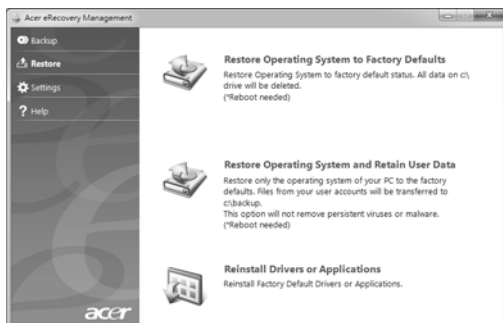 Acer eRecovery Management
Backup
Restore
Settings
Help
Restore Operating System to Factory Defaults
Restore Operating System to factory default status. All data on c:\
drive will be deleted.
(*Reboot needed)
Restore Operating System and Retain User Data
Restore only the operating system of your PC to the factory
defaults. Files from your user accounts will be transferred to
c:\backup.
This option will not remove persistent viruses or malware.
(*Reboot needed)
Reinstall Drivers or Applications
Reinstall Factory Default Drivers or Applications.
acer